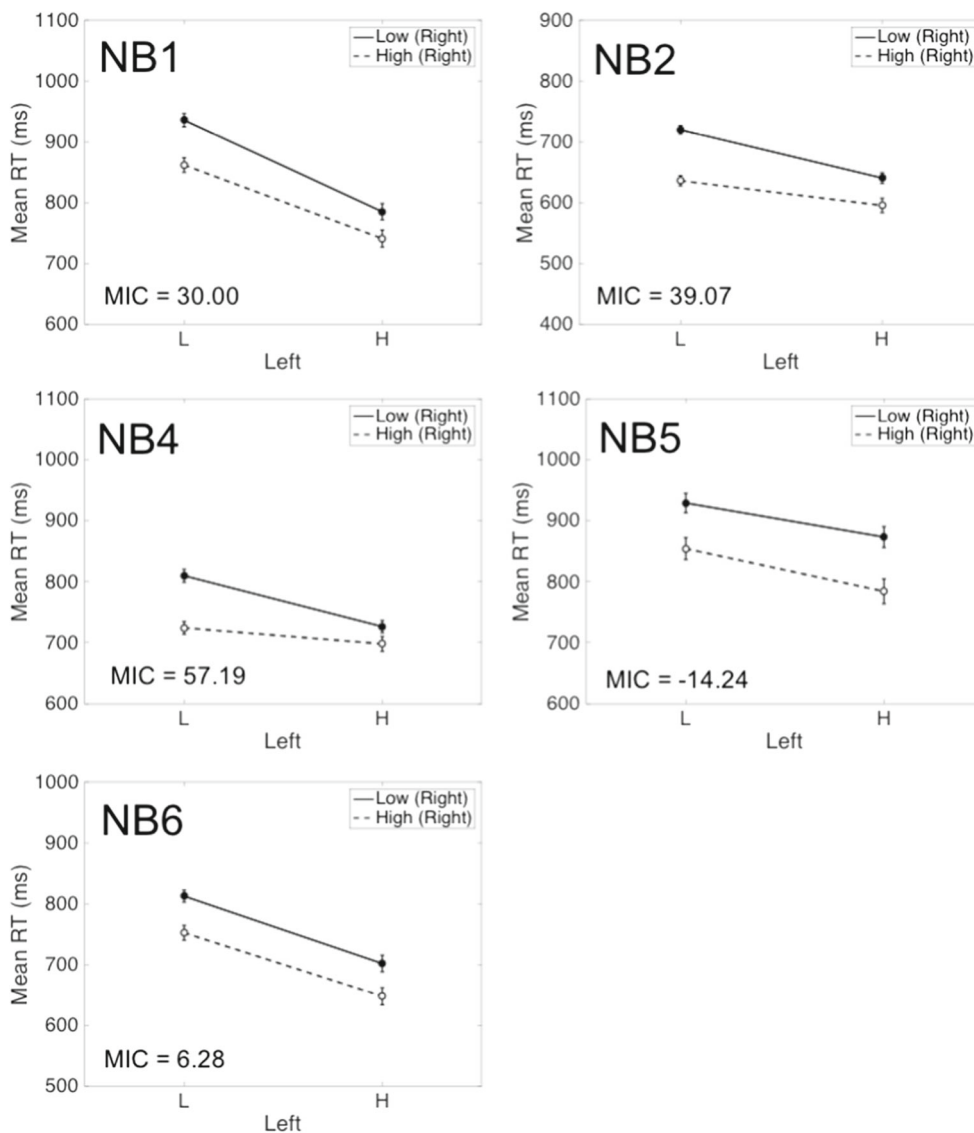 NB1
Low (Right)
High (Right)
Mean RT (ms)
1100
1000
900
800
700
600
MIC = 30.00
L
H
Left
NB2
Low (Right)
High (Right)
Mean RT (ms)
900
800
700
600
500
400
MIC = 39.07
L
H
Left
NB4
Low (Right)
High (Right)
Mean RT (ms)
1100
1000
900
800
700
600
MIC = 57.19
L
H
Left
NB5
Low (Right)
High (Right)
Mean RT (ms)
1100
1000
900
800
700
600
MIC = -14.24
L
H
Left
NB6
Low (Right)
High (Right)
Mean RT (ms)
1000
900
800
700
600
500
MIC = 6.28
L
H
Left